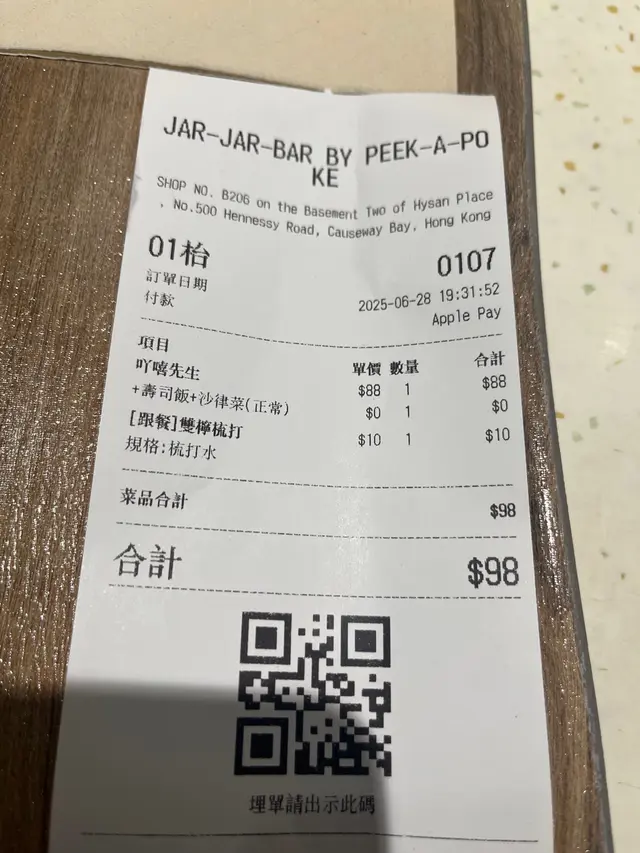 JAR-JAR-BAR BY PEEK-A-PO
KE
SHOP NO. B206 on the Basement Two of Hysan Place
, No.500 Hennessy Road, Causeway Bay, Hong Kong
01枱 0107
訂單日期 2025-06-28 19:31:52
付款 Apple Pay
項目 單價 數量 合計
吖嘻先生 $88 1 $88
+壽司飯+沙律菜(正常) $0 1 $0
[跟餐]雙檸梳打 $10 1 $10
規格:梳打水
菜品合計 $98
合計 $98
埋單請出示此碼